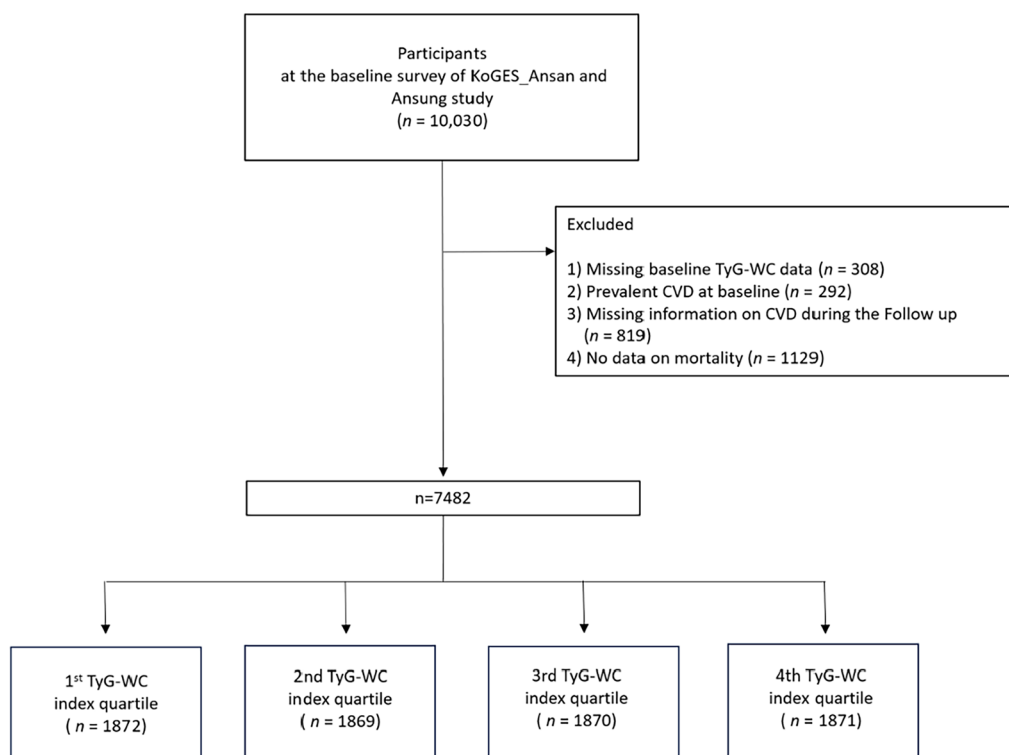 Participants
at the baseline survey of KoGES_Ansan and
Ansung study
(n = 10,030)
Excluded
1) Missing baseline TyG-WC data (n = 308)
2) Prevalent CVD at baseline (n = 292)
3) Missing information on CVD during the Follow up
(n = 819)
4) No data on mortality (n = 1129)
n=7482
1st TyG-WC
index quartile
( n = 1872)
2nd TyG-WC
index quartile
( n = 1869)
3rd TyG-WC
index quartile
( n = 1870)
4th TyG-WC
index quartile
( n = 1871)